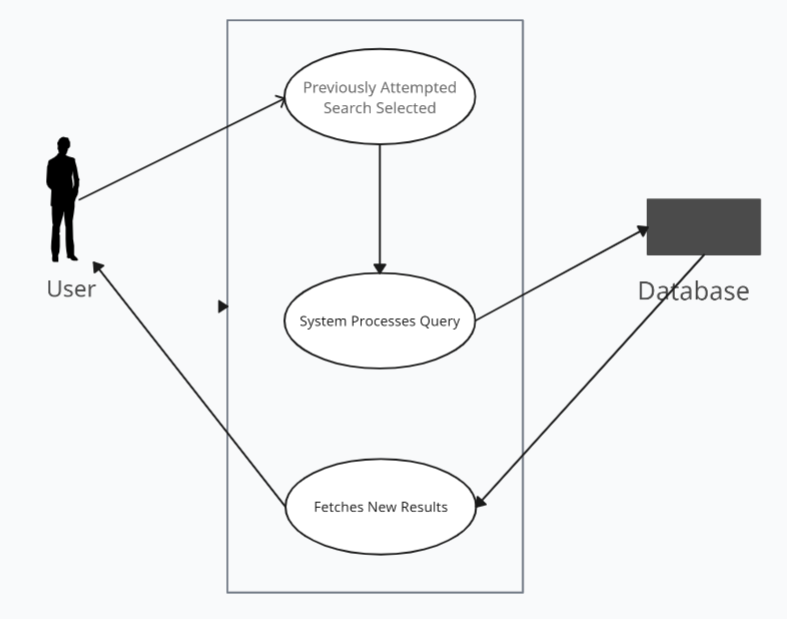 Previously Attempted
Search Selected
User
Database
System Processes Query
Fetches New Results